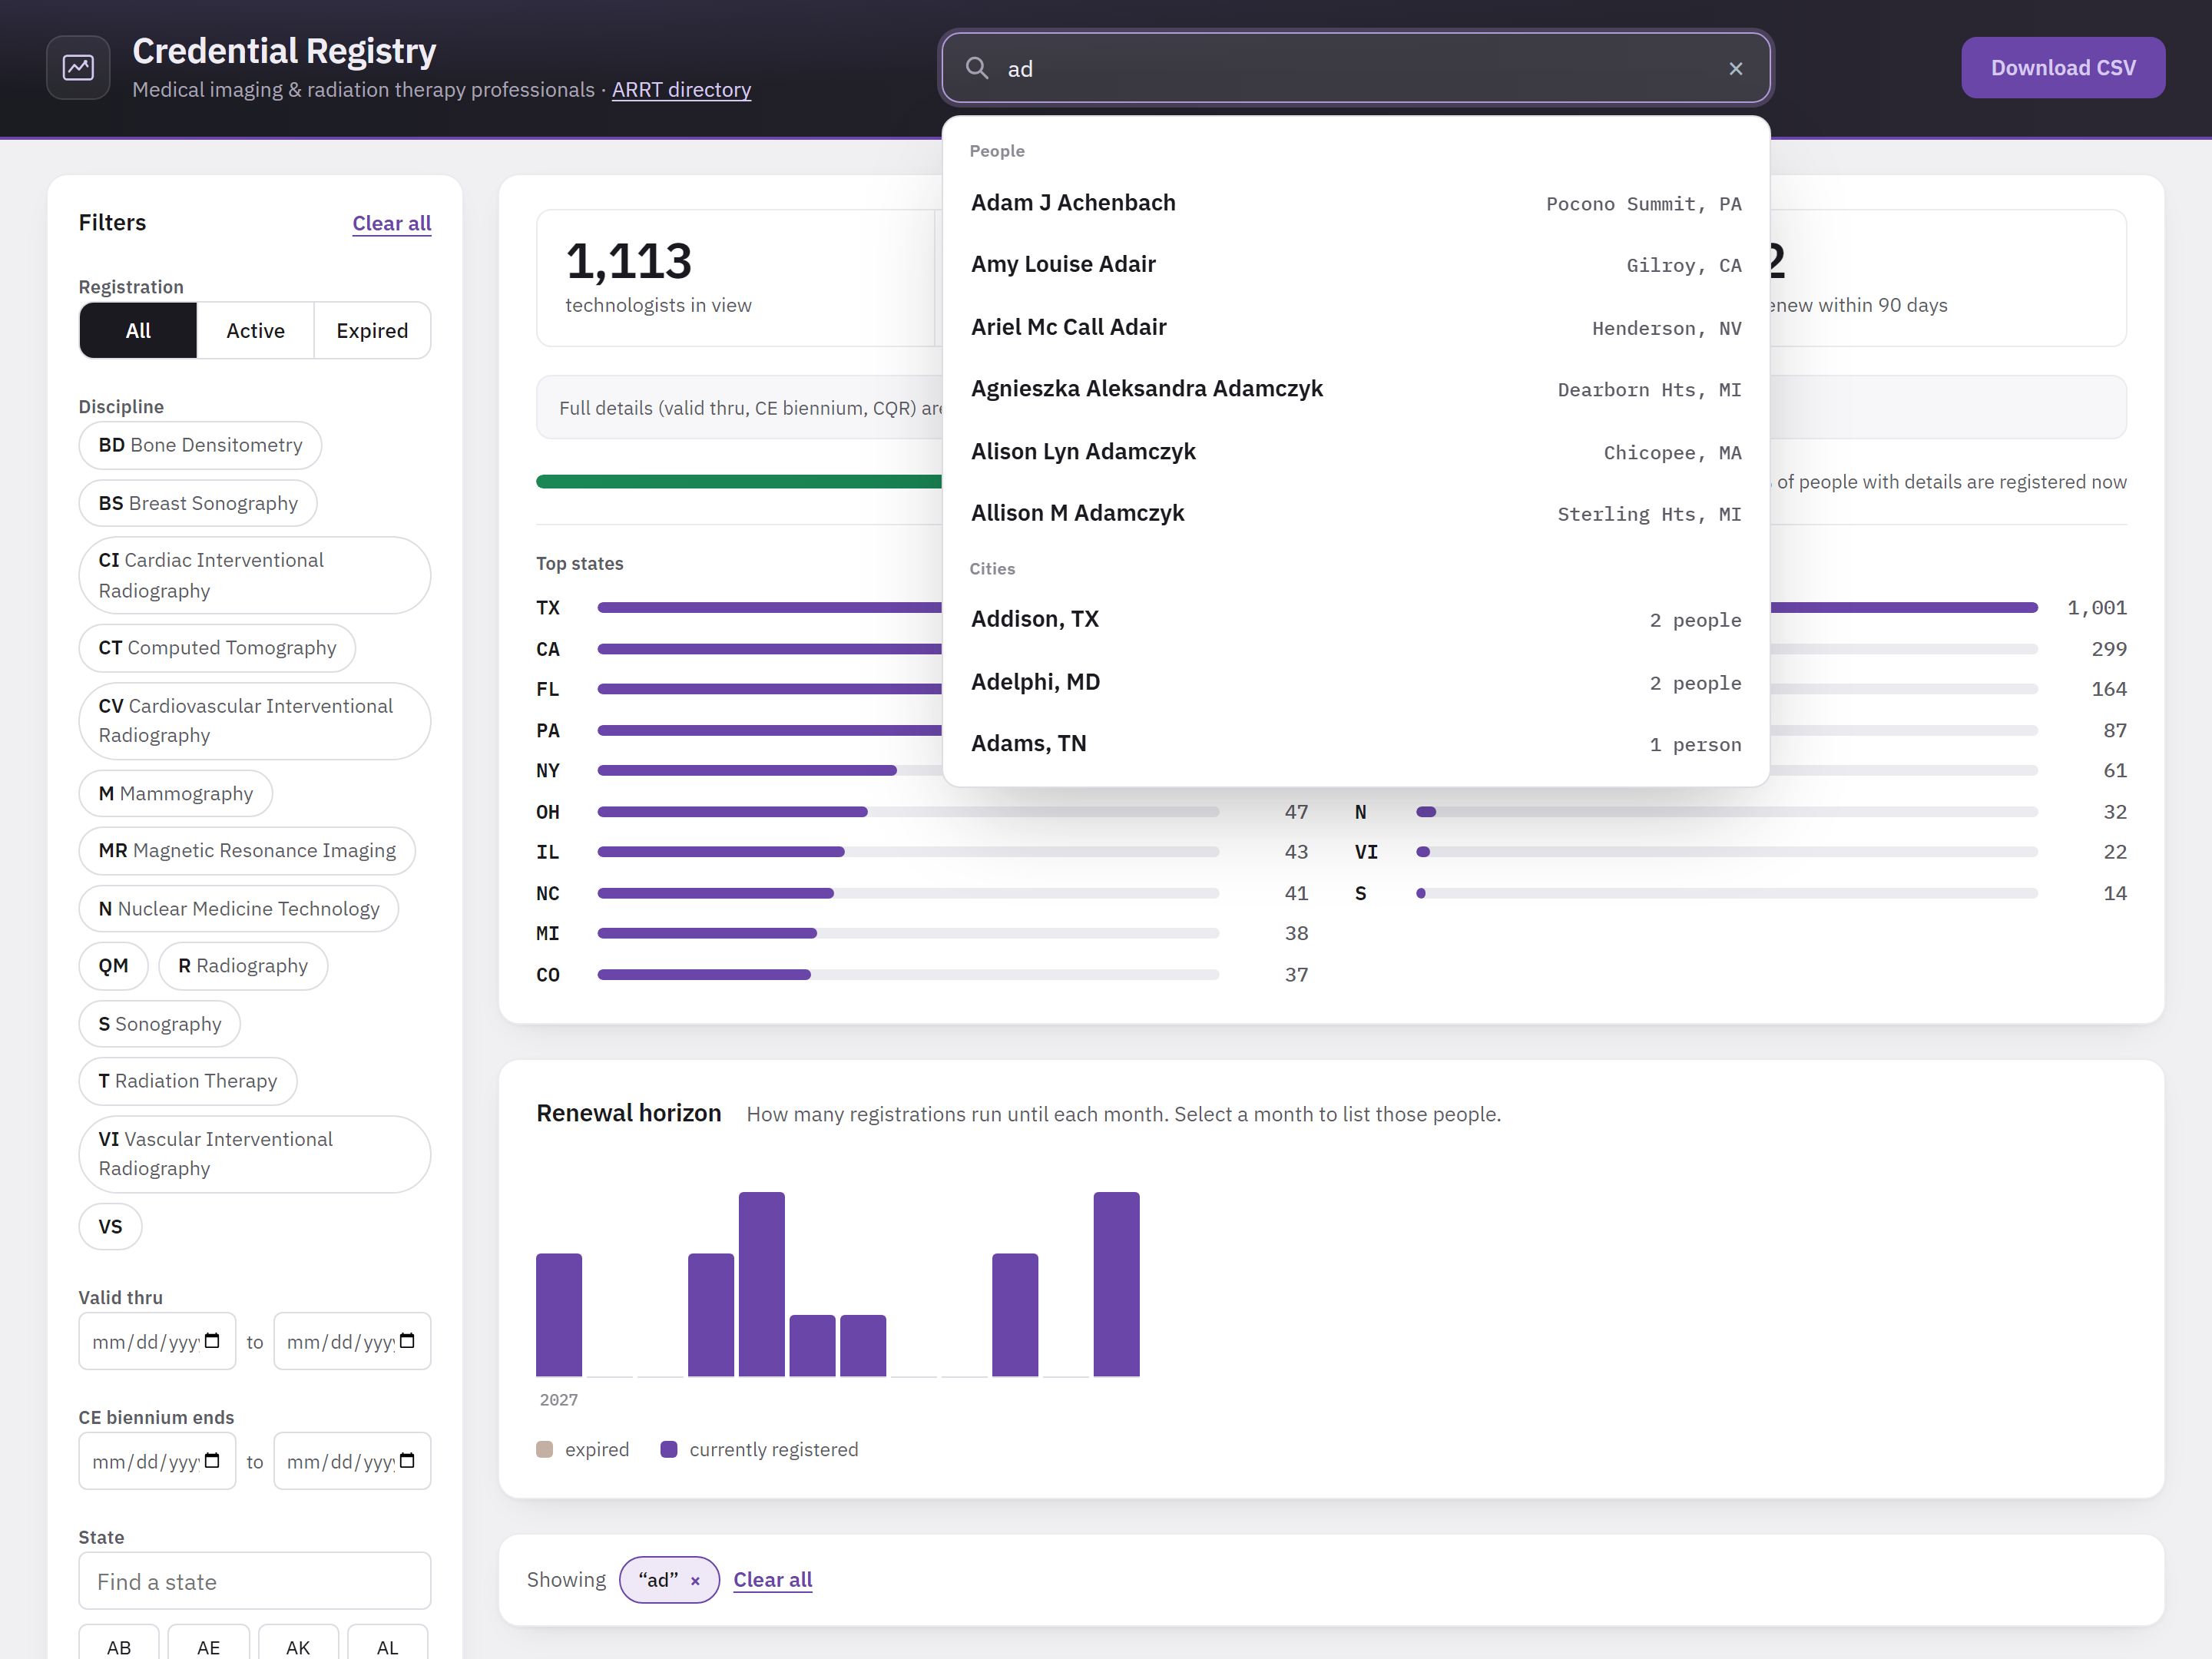 Credential Registry
Medical imaging & radiation therapy professionals · ARRT directory
ad ×
Download CSV
People
Adam J Achenbach Pocono Summit, PA
Amy Louise Adair Gilroy, CA
Ariel Mc Call Adair Henderson, NV
Agnieszka Aleksandra Adamczyk Dearborn Hts, MI
Alison Lyn Adamczyk Chicopee, MA
Allison M Adamczyk Sterling Hts, MI
Cities
Addison, TX 2 people
Adelphi, MD 2 people
Adams, TN 1 person
Filters Clear all
Registration
All Active Expired
Discipline
BD Bone Densitometry
BS Breast Sonography
CI Cardiac Interventional
Radiography
CT Computed Tomography
CV Cardiovascular Interventional
Radiography
M Mammography
MR Magnetic Resonance Imaging
N Nuclear Medicine Technology
QM R Radiography
S Sonography
T Radiation Therapy
VI Vascular Interventional
Radiography
VS
Valid thru
mm/dd/yyy to mm/dd/yyy
CE biennium ends
mm/dd/yyy to mm/dd/yyy
State
Find a state
AB AE AK AL
1,113
technologists in view
2
renew within 90 days
Full details (valid thru, CE biennium, CQR) are
of people with details are registered now
Top states
TX
CA
FL
PA
NY
OH 47
IL 43
NC 41
MI 38
CO 37
1,001
299
164
87
61
N 32
VI 22
S 14
Renewal horizon How many registrations run until each month. Select a month to list those people.
2027
expired currently registered
Showing “ad” × Clear all